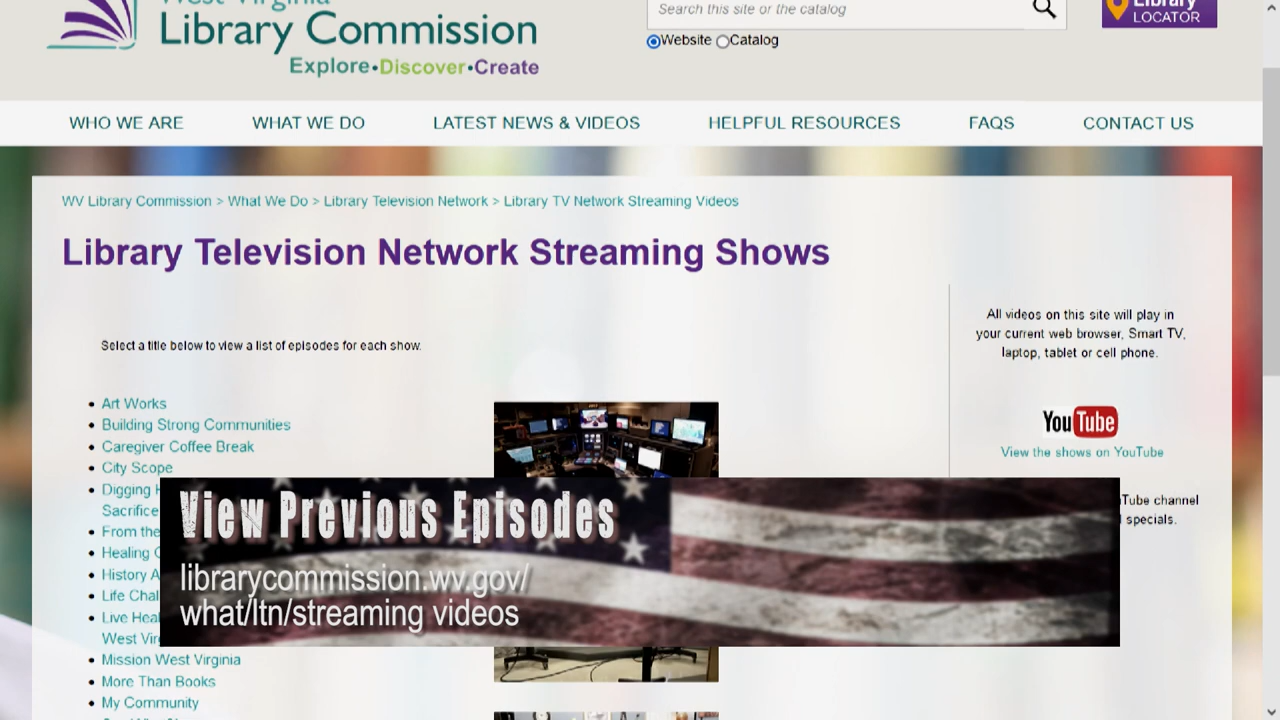 West Virginia
Library Commission
Explore•Discover•Create
Search this site or the catalog
Library
LOCATOR
Website Catalog
WHO WE ARE WHAT WE DO LATEST NEWS & VIDEOS HELPFUL RESOURCES FAQS CONTACT US
WV Library Commission > What We Do > Library Television Network > Library TV Network Streaming Videos
Library Television Network Streaming Shows
Select a title below to view a list of episodes for each show.
Art Works
Building Strong Communities
Caregiver Coffee Break
City Scope
Digging
Sacrifice
From the
Healing
History
Life
Live
West
Mission West Virginia
More Than Books
My Community
All videos on this site will play in
your current web browser, Smart TV,
laptop, tablet or cell phone.
YouTube
View the shows on YouTube
channel
specials.
View Previous Episodes
librarycommission.wv.gov/
what/ltn/streaming videos